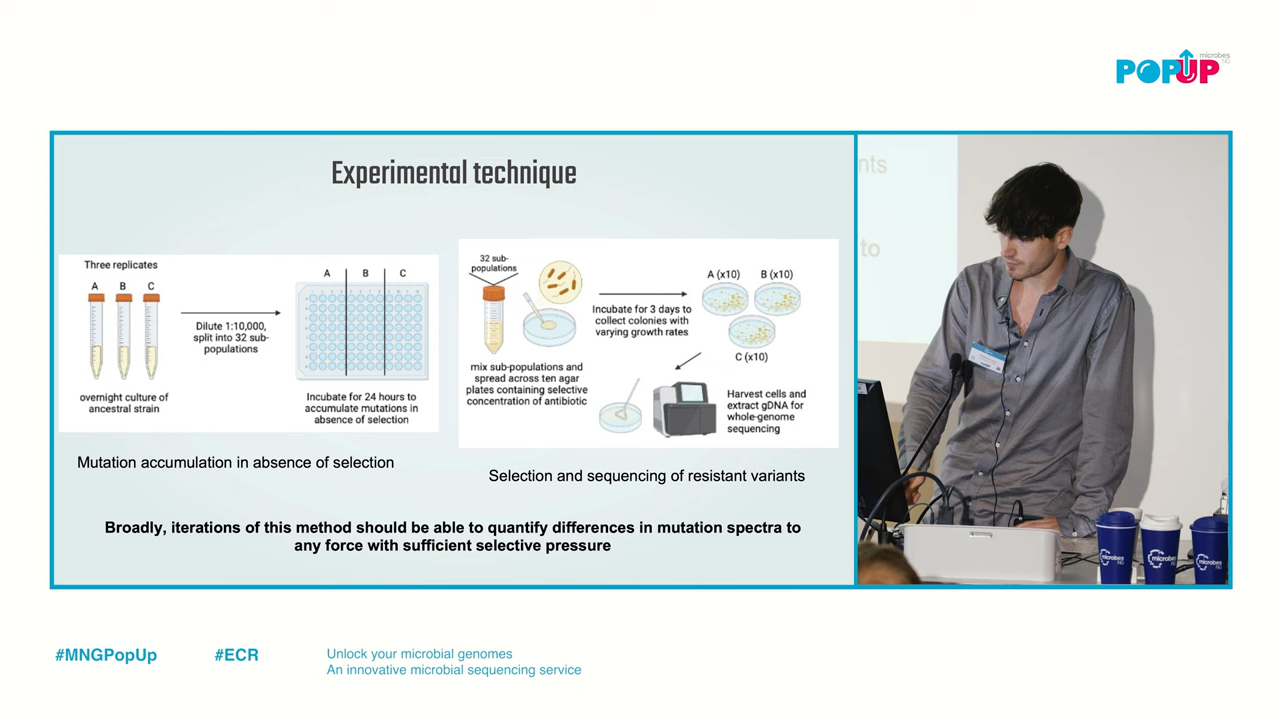 microbes
NG
POPUP
Experimental technique
Three replicates
A B C
overnight culture of
ancestral strain
Dilute 1:10,000,
split into 32 sub-
populations
A B C
Incubate for 24 hours to
accumulate mutations in
absence of selection
Mutation accumulation in absence of selection
32 sub-
populations
mix sub-populations and
spread across ten agar
plates containing selective
concentration of antibiotic
Incubate for 3 days to
collect colonies with
varying growth rates
A (x10) B (x10)
C (x10)
Harvest cells and
extract gDNA for
whole-genome
sequencing
Selection and sequencing of resistant variants
Broadly, iterations of this method should be able to quantify differences in mutation spectra to
any force with sufficient selective pressure
nts
to
microbes
NG
microbes
NG
microbes
NG
#MNGPopUp
#ECR
Unlock your microbial genomes
An innovative microbial sequencing service